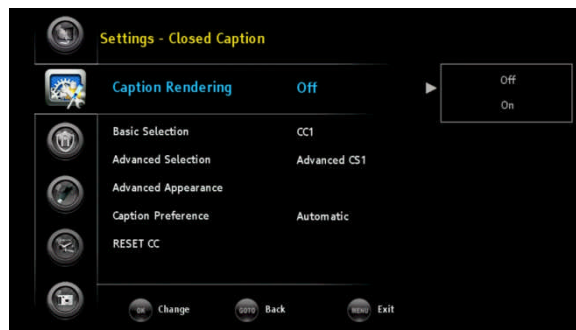 Settings - Closed Caption
Caption Rendering Off
Off
On
Basic Selection CC1
Advanced Selection Advanced CS1
Advanced Appearance
Caption Preference Automatic
RESET CC
OK Change GOTO Back MENU Exit